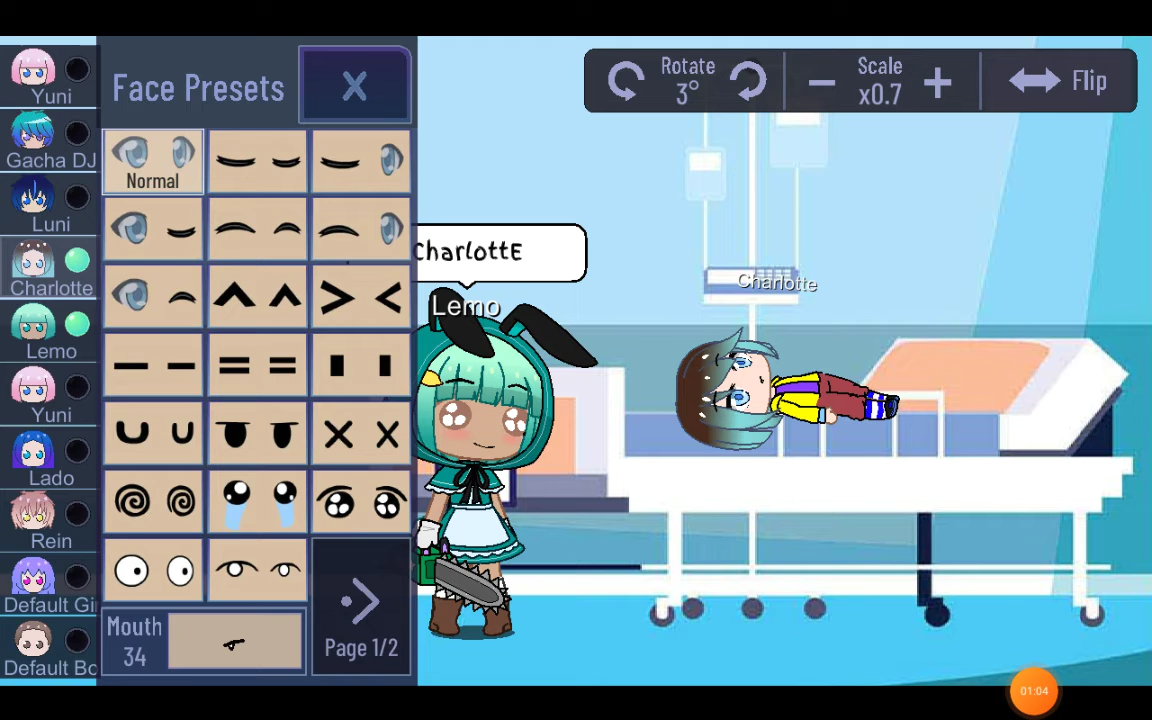 Yuni
Gacha DJ
Luni
Charlotte
Lemo
Yuni
Lado
Rein
Default Gi
Default Bo
Face Presets
X
Normal
Mouth
34
Page 1/2
Rotate
3°
Scale
x0.7
Flip
CharlottE
Lemo
Charlotte
01:04